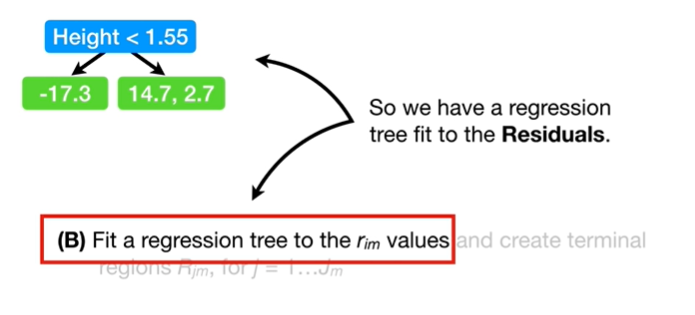 Height < 1.55
-17.3
14.7, 2.7
So we have a regression
tree fit to the Residuals.
(B) Fit a regression tree to the rim values and create terminal
regions Rjm, for j = 1…Jm